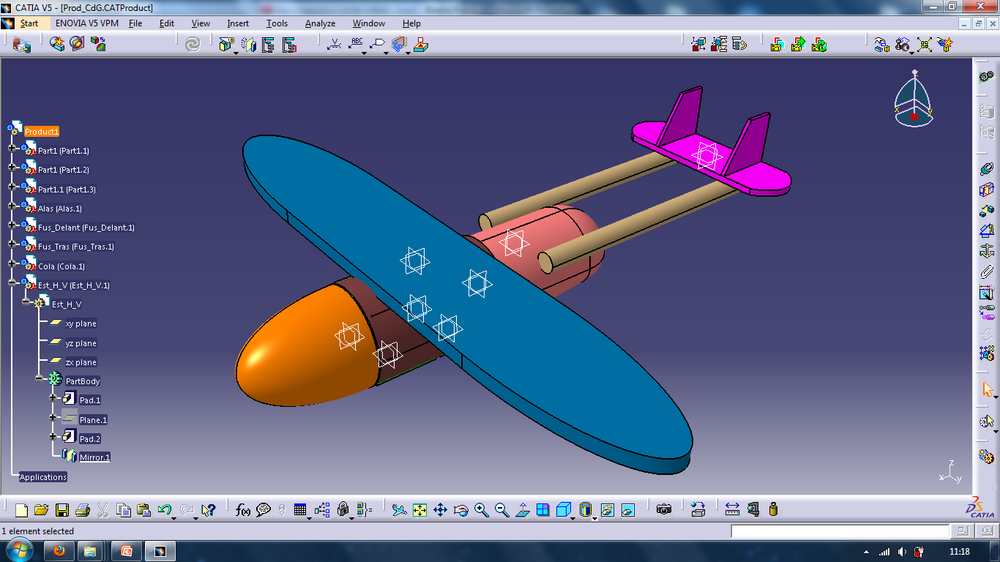 CATIA V5 - [Prod_CdG.CATProduct]
Start ENOVIA V5 VPM File Edit View Insert Tools Analyze Window Help
ABC
Product1
Part1 (Part1.1)
Part1 (Part1.2)
Part1.1 (Part1.3)
Alas (Alas.1)
Fus_Delant (Fus_Delant.1)
Fus_Tras (Fus_Tras.1)
Cola (Cola.1)
Est_H_V (Est_H_V.1)
Est_H_V
xy plane
yz plane
zx plane
PartBody
Pad.1
Plane.1
Pad.2
Mirror.1
Applications
x y
z
x y
f(x)
CATIA
1 element selected
11:18